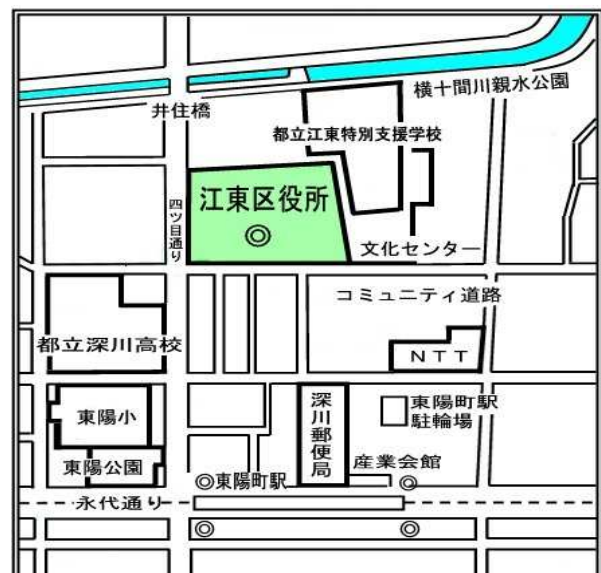 横十間川親水公園
井住橋
都立江東特別支援学校
江東区役所
四ツ目通り
文化センター
コミュニティ道路
都立深川高校
NTT
東陽小
深川郵便局
東陽町駅
駐輪場
東陽公園
産業会館
東陽町駅
永代通り